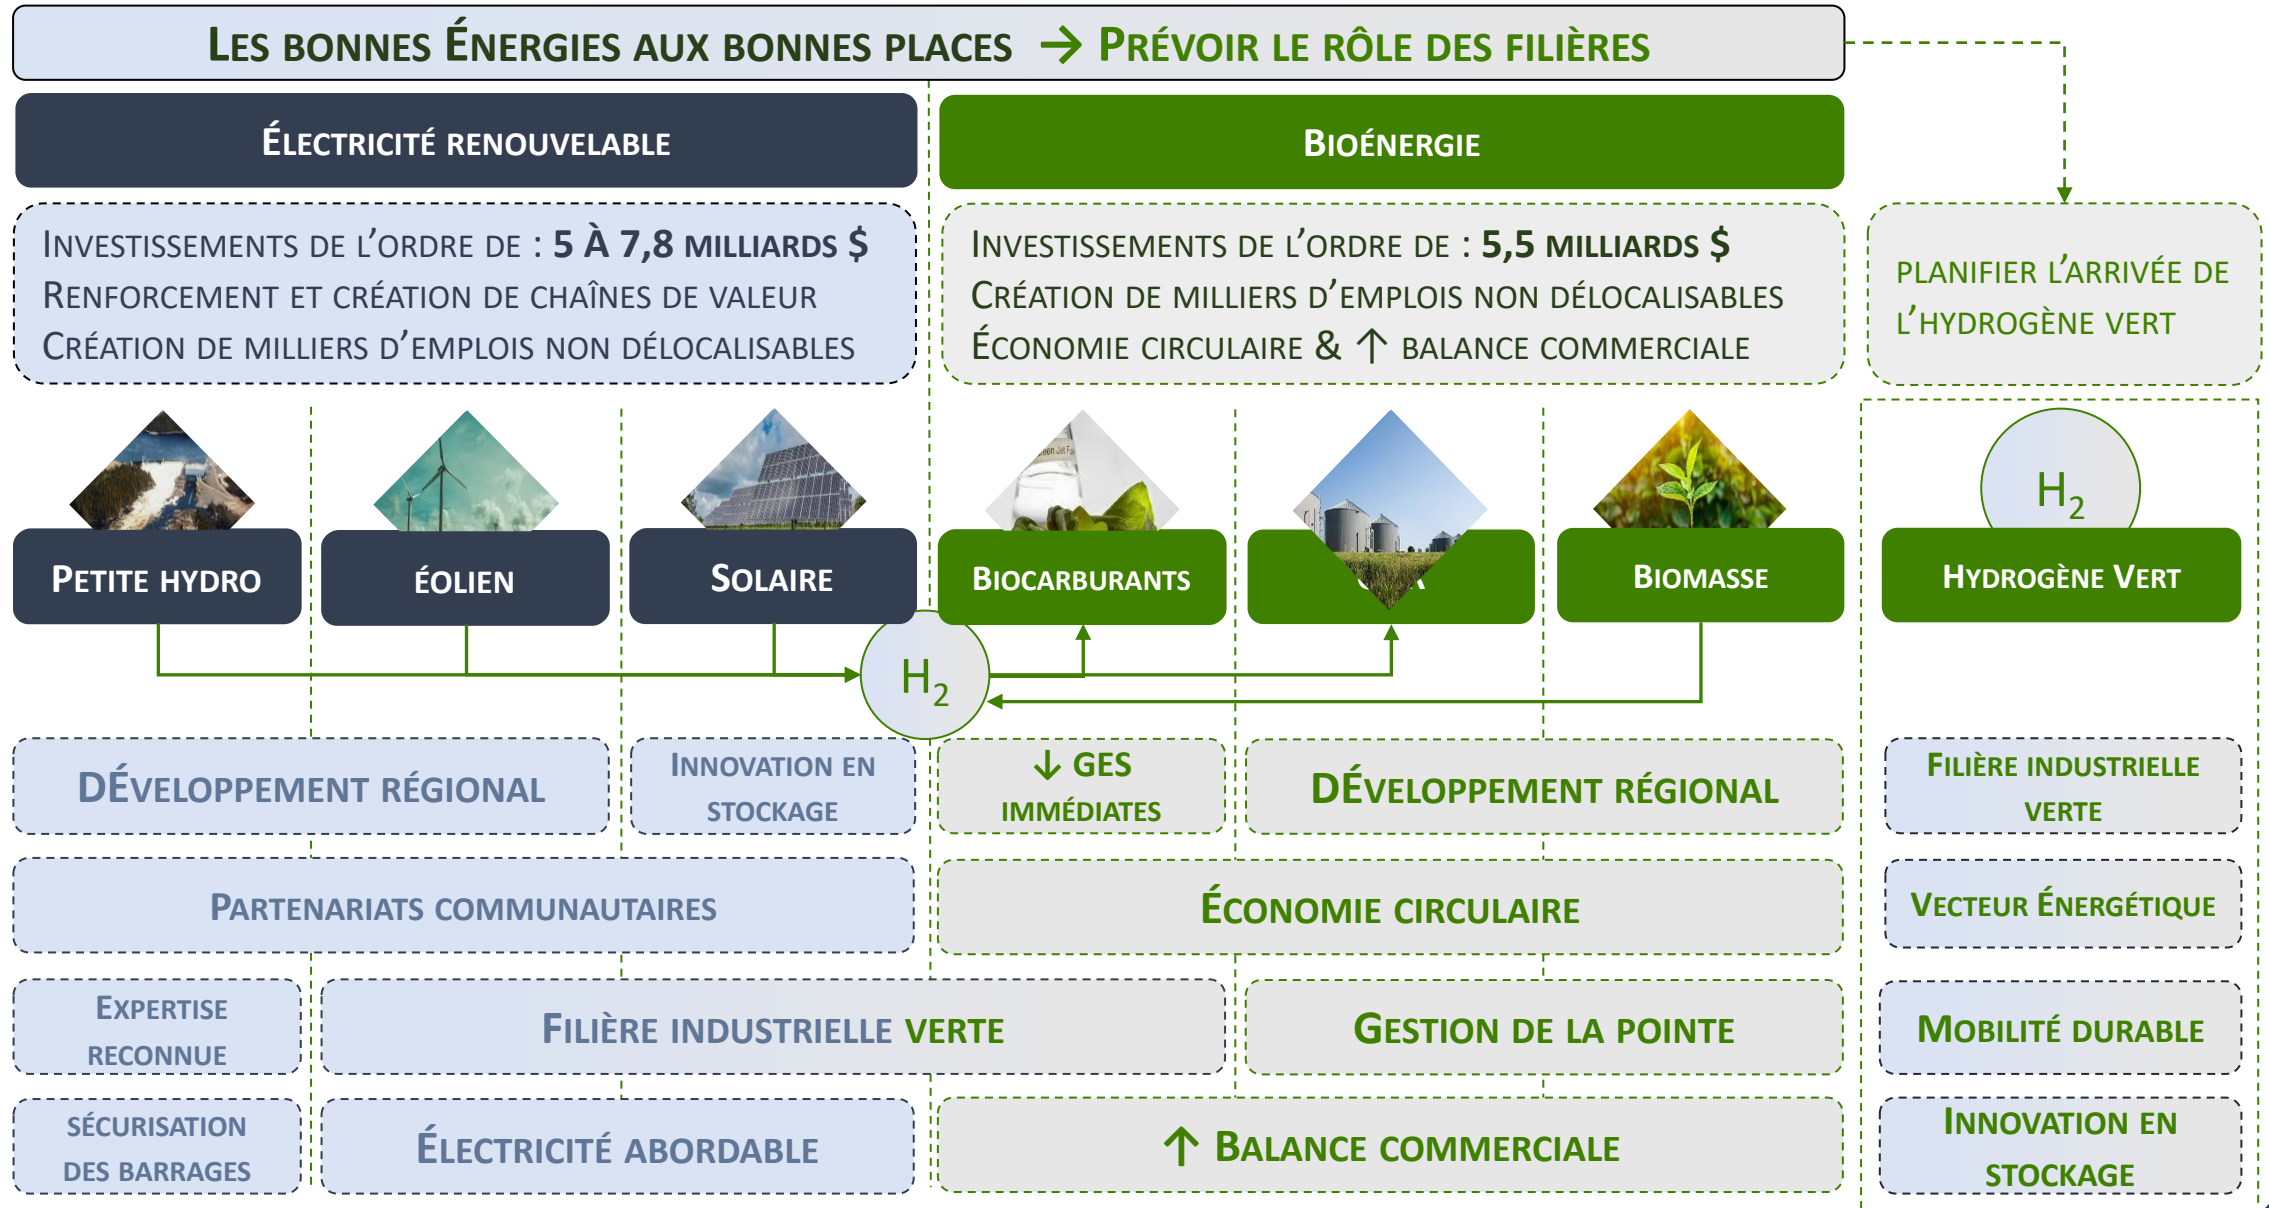 LES BONNES ÉNERGIES AUX BONNES PLACES → PRÉVOIR LE RÔLE DES FILIÈRES
ÉLECTRICITÉ RENOUVELABLE
INVESTISSEMENTS DE L'ORDRE DE : 5 À 7,8 MILLIARDS $
RENFORCEMENT ET CRÉATION DE CHAÎNES DE VALEUR
CRÉATION DE MILLIERS D'EMPLOIS NON DÉLOCALISABLES
BIOÉNERGIE
INVESTISSEMENTS DE L'ORDRE DE : 5,5 MILLIARDS $
CRÉATION DE MILLIERS D'EMPLOIS NON DÉLOCALISABLES
ÉCONOMIE CIRCULAIRE & ↑ BALANCE COMMERCIALE
PLANIFIER L'ARRIVÉE DE
L'HYDROGÈNE VERT
H2
PETITE HYDRO
ÉOLIEN
SOLAIRE
BIOCARBURANTS
BIOMASSE
HYDROGÈNE VERT
H2
DÉVELOPPEMENT RÉGIONAL
INNOVATION EN
STOCKAGE
↓ GES
IMMÉDIATES
DÉVELOPPEMENT RÉGIONAL
FILIÈRE INDUSTRIELLE
VERTE
PARTENARIATS COMMUNAUTAIRES
ÉCONOMIE CIRCULAIRE
VECTEUR ÉNERGÉTIQUE
EXPERTISE
RECONNUE
FILIÈRE INDUSTRIELLE VERTE
GESTION DE LA POINTE
MOBILITÉ DURABLE
SÉCURISATION
DES BARRAGES
ÉLECTRICITÉ ABORDABLE
↑ BALANCE COMMERCIALE
INNOVATION EN
STOCKAGE